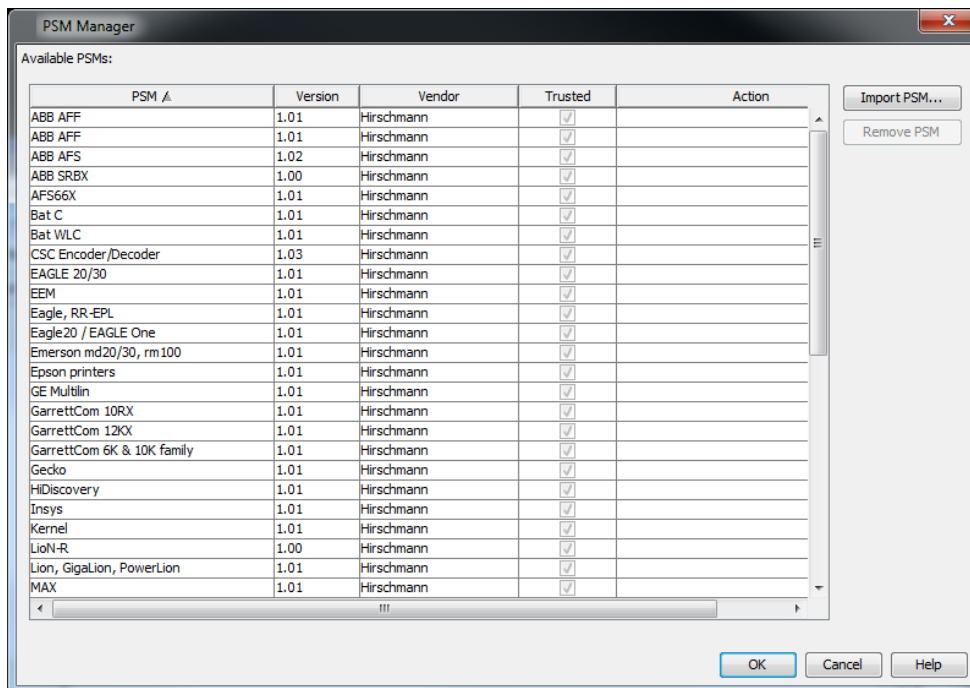 PSM Manager
Available PSMs:
PSM Version Vendor Trusted Action
ABB AFF 1.01 Hirschmann
ABB AFF 1.01 Hirschmann
ABB AFS 1.02 Hirschmann
ABB SRBX 1.00 Hirschmann
AFS66X 1.01 Hirschmann
Bat C 1.01 Hirschmann
Bat WLC 1.01 Hirschmann
CSC Encoder/Decoder 1.03 Hirschmann
EAGLE 20/30 1.01 Hirschmann
EEM 1.01 Hirschmann
Eagle, RR-EPL 1.01 Hirschmann
Eagle20 / EAGLE One 1.01 Hirschmann
Emerson md20/30, rm100 1.01 Hirschmann
Epson printers 1.01 Hirschmann
GE Multilin 1.01 Hirschmann
GarrettCom 10RX 1.01 Hirschmann
GarrettCom 12KX 1.01 Hirschmann
GarrettCom 6K & 10K family 1.01 Hirschmann
Gecko 1.01 Hirschmann
HiDiscovery 1.01 Hirschmann
Insys 1.01 Hirschmann
Kernel 1.01 Hirschmann
LioN-R 1.00 Hirschmann
Lion, GigaLion, PowerLion 1.01 Hirschmann
MAX 1.01 Hirschmann
Import PSM...
Remove PSM
OK Cancel Help